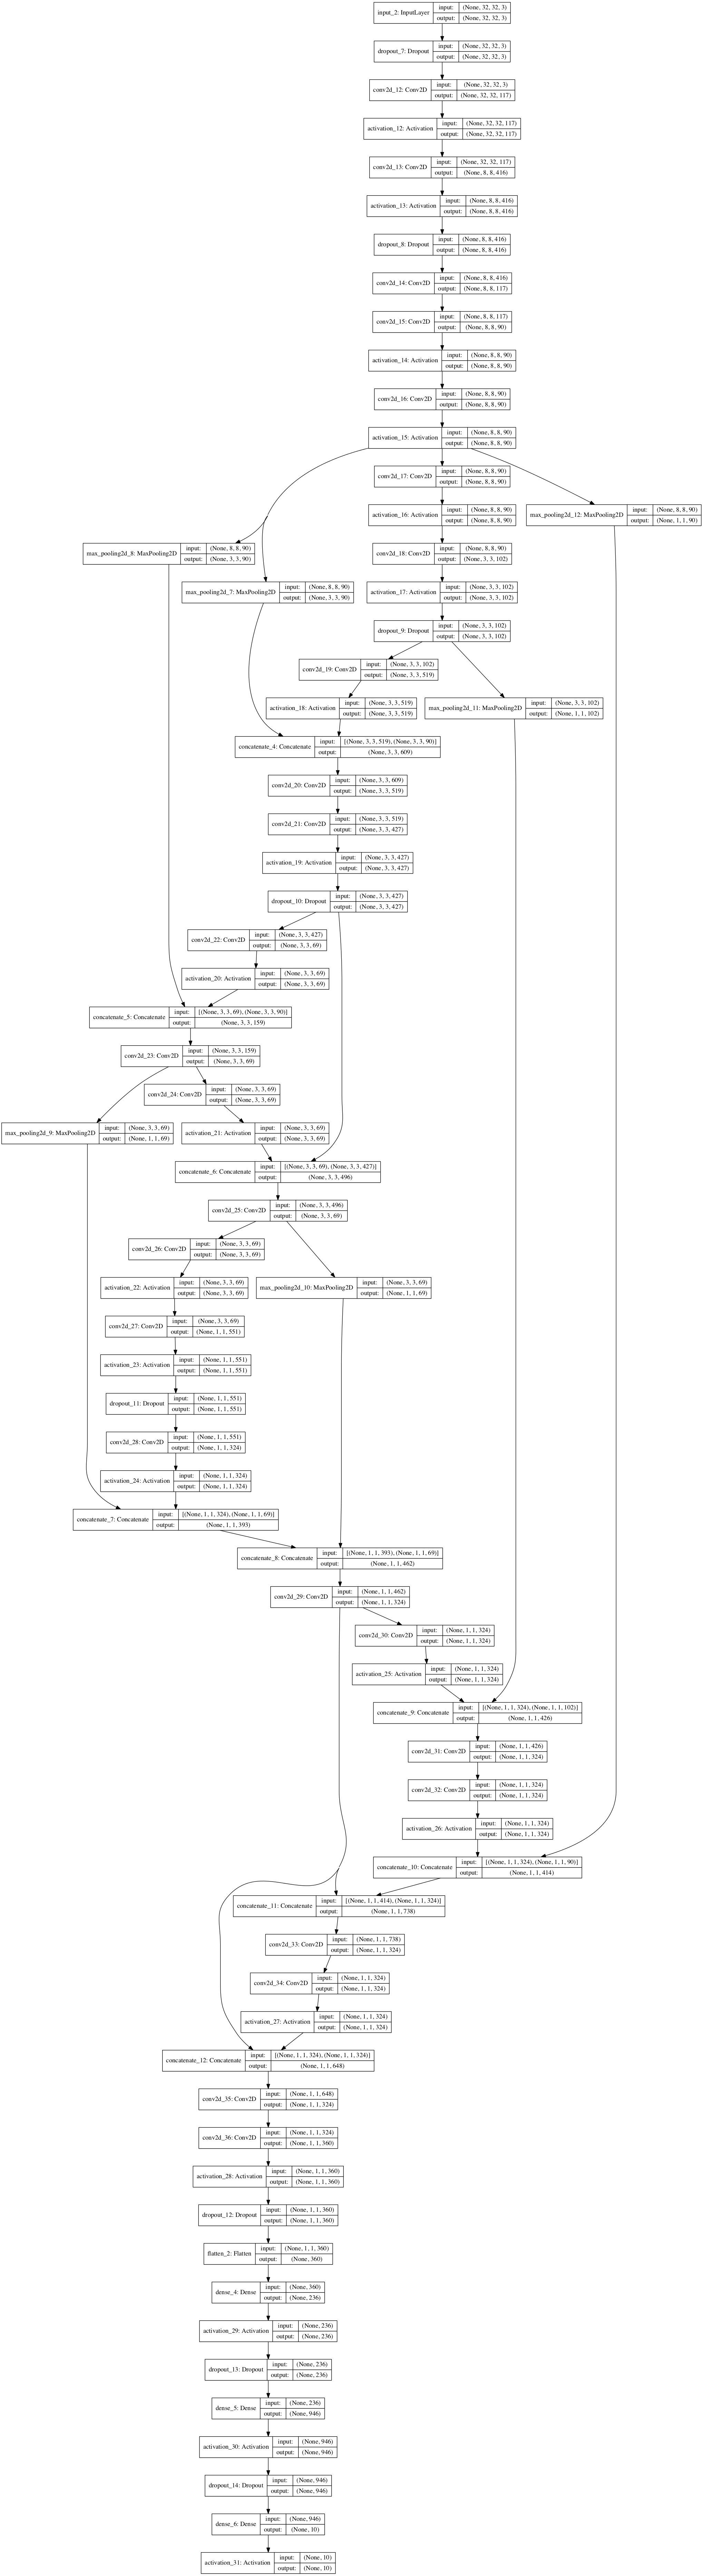 input_2: InputLayer
input: (None, 32, 32, 3)
output: (None, 32, 32, 3)
dropout_7: Dropout
input: (None, 32, 32, 3)
output: (None, 32, 32, 3)
conv2d_12: Conv2D
input: (None, 32, 32, 3)
output: (None, 32, 32, 117)
activation_12: Activation
input: (None, 32, 32, 117)
output: (None, 32, 32, 117)
conv2d_13: Conv2D
input: (None, 32, 32, 117)
output: (None, 8, 8, 416)
activation_13: Activation
input: (None, 8, 8, 416)
output: (None, 8, 8, 416)
dropout_8: Dropout
input: (None, 8, 8, 416)
output: (None, 8, 8, 416)
conv2d_14: Conv2D
input: (None, 8, 8, 416)
output: (None, 8, 8, 117)
conv2d_15: Conv2D
input: (None, 8, 8, 117)
output: (None, 8, 8, 90)
activation_14: Activation
input: (None, 8, 8, 90)
output: (None, 8, 8, 90)
conv2d_16: Conv2D
input: (None, 8, 8, 90)
output: (None, 8, 8, 90)
activation_15: Activation
input: (None, 8, 8, 90)
output: (None, 8, 8, 90)
conv2d_17: Conv2D
input: (None, 8, 8, 90)
output: (None, 8, 8, 90)
activation_16: Activation
input: (None, 8, 8, 90)
output: (None, 8, 8, 90)
max_pooling2d_12: MaxPooling2D
input: (None, 8, 8, 90)
output: (None, 1, 1, 90)
max_pooling2d_8: MaxPooling2D
input: (None, 8, 8, 90)
output: (None, 3, 3, 90)
conv2d_18: Conv2D
input: (None, 8, 8, 90)
output: (None, 3, 3, 102)
max_pooling2d_7: MaxPooling2D
input: (None, 8, 8, 90)
output: (None, 3, 3, 90)
activation_17: Activation
input: (None, 3, 3, 102)
output: (None, 3, 3, 102)
dropout_9: Dropout
input: (None, 3, 3, 102)
output: (None, 3, 3, 102)
conv2d_19: Conv2D
input: (None, 3, 3, 102)
output: (None, 3, 3, 519)
activation_18: Activation
input: (None, 3, 3, 519)
output: (None, 3, 3, 519)
max_pooling2d_11: MaxPooling2D
input: (None, 3, 3, 102)
output: (None, 1, 1, 102)
concatenate_4: Concatenate
input: [(None, 3, 3, 519), (None, 3, 3, 90)]
output: (None, 3, 3, 609)
conv2d_20: Conv2D
input: (None, 3, 3, 609)
output: (None, 3, 3, 519)
conv2d_21: Conv2D
input: (None, 3, 3, 519)
output: (None, 3, 3, 427)
activation_19: Activation
input: (None, 3, 3, 427)
output: (None, 3, 3, 427)
dropout_10: Dropout
input: (None, 3, 3, 427)
output: (None, 3, 3, 427)
conv2d_22: Conv2D
input: (None, 3, 3, 427)
output: (None, 3, 3, 69)
activation_20: Activation
input: (None, 3, 3, 69)
output: (None, 3, 3, 69)
concatenate_5: Concatenate
input: [(None, 3, 3, 69), (None, 3, 3, 90)]
output: (None, 3, 3, 159)
conv2d_23: Conv2D
input: (None, 3, 3, 159)
output: (None, 3, 3, 69)
conv2d_24: Conv2D
input: (None, 3, 3, 69)
output: (None, 3, 3, 69)
max_pooling2d_9: MaxPooling2D
input: (None, 3, 3, 69)
output: (None, 1, 1, 69)
activation_21: Activation
input: (None, 3, 3, 69)
output: (None, 3, 3, 69)
concatenate_6: Concatenate
input: [(None, 3, 3, 69), (None, 3, 3, 427)]
output: (None, 3, 3, 496)
conv2d_25: Conv2D
input: (None, 3, 3, 496)
output: (None, 3, 3, 69)
conv2d_26: Conv2D
input: (None, 3, 3, 69)
output: (None, 3, 3, 69)
activation_22: Activation
input: (None, 3, 3, 69)
output: (None, 3, 3, 69)
max_pooling2d_10: MaxPooling2D
input: (None, 3, 3, 69)
output: (None, 1, 1, 69)
conv2d_27: Conv2D
input: (None, 3, 3, 69)
output: (None, 1, 1, 551)
activation_23: Activation
input: (None, 1, 1, 551)
output: (None, 1, 1, 551)
dropout_11: Dropout
input: (None, 1, 1, 551)
output: (None, 1, 1, 551)
conv2d_28: Conv2D
input: (None, 1, 1, 551)
output: (None, 1, 1, 324)
activation_24: Activation
input: (None, 1, 1, 324)
output: (None, 1, 1, 324)
concatenate_7: Concatenate
input: [(None, 1, 1, 324), (None, 1, 1, 69)]
output: (None, 1, 1, 393)
concatenate_8: Concatenate
input: [(None, 1, 1, 393), (None, 1, 1, 69)]
output: (None, 1, 1, 462)
conv2d_29: Conv2D
input: (None, 1, 1, 462)
output: (None, 1, 1, 324)
conv2d_30: Conv2D
input: (None, 1, 1, 324)
output: (None, 1, 1, 324)
activation_25: Activation
input: (None, 1, 1, 324)
output: (None, 1, 1, 324)
concatenate_9: Concatenate
input: [(None, 1, 1, 324), (None, 1, 1, 102)]
output: (None, 1, 1, 426)
conv2d_31: Conv2D
input: (None, 1, 1, 426)
output: (None, 1, 1, 324)
conv2d_32: Conv2D
input: (None, 1, 1, 324)
output: (None, 1, 1, 324)
activation_26: Activation
input: (None, 1, 1, 324)
output: (None, 1, 1, 324)
concatenate_10: Concatenate
input: [(None, 1, 1, 324), (None, 1, 1, 90)]
output: (None, 1, 1, 414)
concatenate_11: Concatenate
input: [(None, 1, 1, 414), (None, 1, 1, 324)]
output: (None, 1, 1, 738)
conv2d_33: Conv2D
input: (None, 1, 1, 738)
output: (None, 1, 1, 324)
conv2d_34: Conv2D
input: (None, 1, 1, 324)
output: (None, 1, 1, 324)
activation_27: Activation
input: (None, 1, 1, 324)
output: (None, 1, 1, 324)
concatenate_12: Concatenate
input: [(None, 1, 1, 324), (None, 1, 1, 324)]
output: (None, 1, 1, 648)
conv2d_35: Conv2D
input: (None, 1, 1, 648)
output: (None, 1, 1, 324)
conv2d_36: Conv2D
input: (None, 1, 1, 324)
output: (None, 1, 1, 360)
activation_28: Activation
input: (None, 1, 1, 360)
output: (None, 1, 1, 360)
dropout_12: Dropout
input: (None, 1, 1, 360)
output: (None, 1, 1, 360)
flatten_2: Flatten
input: (None, 1, 1, 360)
output: (None, 360)
dense_4: Dense
input: (None, 360)
output: (None, 236)
activation_29: Activation
input: (None, 236)
output: (None, 236)
dropout_13: Dropout
input: (None, 236)
output: (None, 236)
dense_5: Dense
input: (None, 236)
output: (None, 946)
activation_30: Activation
input: (None, 946)
output: (None, 946)
dropout_14: Dropout
input: (None, 946)
output: (None, 946)
dense_6: Dense
input: (None, 946)
output: (None, 10)
activation_31: Activation
input: (None, 10)
output: (None, 10)